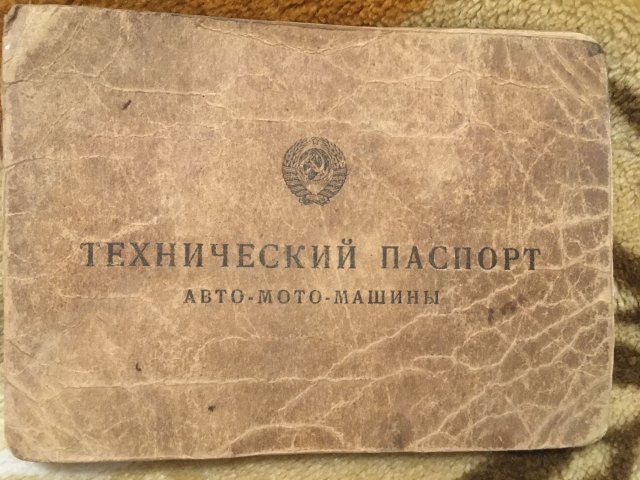 ТЕХНИЧЕСКИЙ ПАСПОРТ
АВТО-МОТО-МАШИНЫ